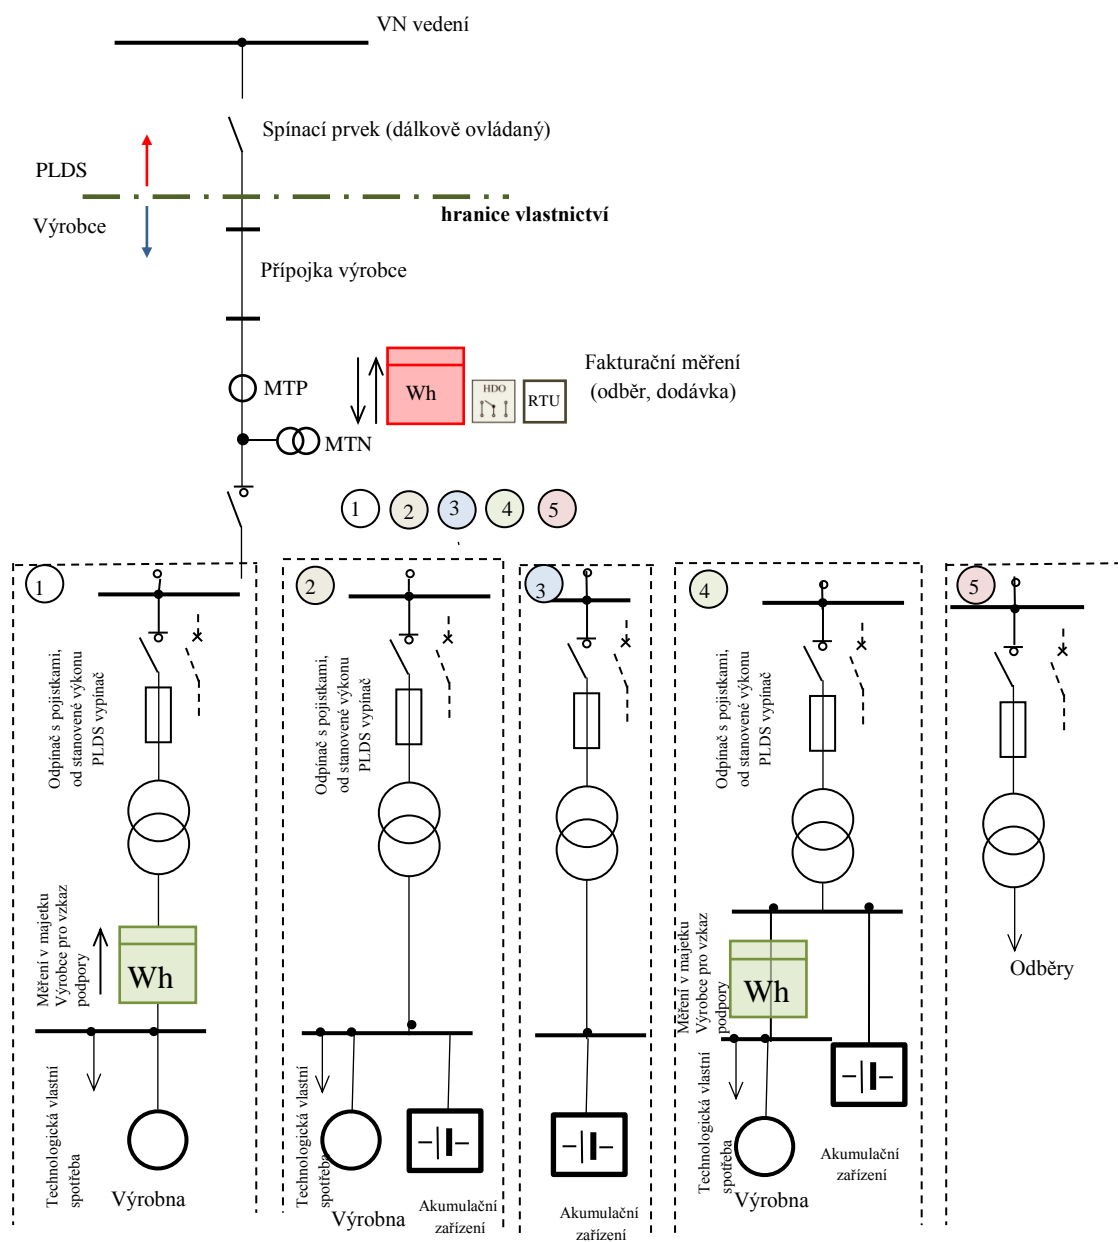 VN vedení
Spínací prvek (dálkově ovládaný)
PLDS
hranice vlastnictví
Výrobce
Přípojka výrobce
MTP
Wh
HDO
RTU
Fakturační měření
(odběr, dodávka)
MTN
1
2
3
4
5
1
Odpínač s pojistkami,
od stanovené výkonu
PLDS vypínač
Měření v majetku
Výrobce pro vzkaz
podpory
Wh
Technologická vlastní
spotřeba
Výrobna
2
Odpínač s pojistkami,
od stanovené výkonu
PLDS vypínač
Technologická vlastní
spotřeba
Výrobna
Akumulační
zařízení
3
Akumulační
zařízení
4
Odpínač s pojistkami,
od stanovené výkonu
PLDS vypínač
Měření v majetku
Výrobce pro vzkaz
podpory
Wh
Technologická vlastní
spotřeba
Výrobna
Akumulační
zařízení
5
Odběry